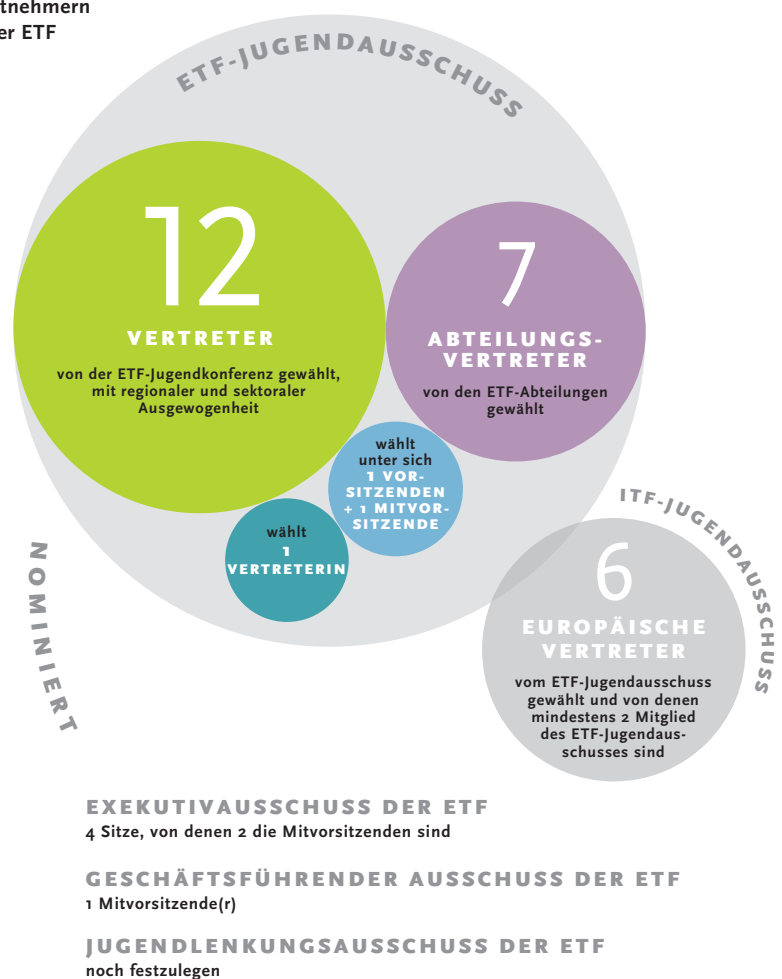 tnehmern
er ETF
ETF-JUGENDAUSSCHUSS
12
VERTRETER
von der ETF-Jugendkonferenz gewählt,
mit regionaler und sektoraler
Ausgewogenheit
7
ABTEILUNGS-
VERTRETER
von den ETF-Abteilungen
gewählt
wählt
unter sich
1 VOR-
SITZENDEN
+ 1 MITVOR-
SITZENDE
wählt
1
VERTRETERIN
NOMINIERT
ITF-JUGENDAUSSCHUSS
6
EUROPÄISCHE
VERTRETER
vom ETF-Jugendausschuss
gewählt und von denen
mindestens 2 Mitglied
des ETF-Jugendaus-
schusses sind
EXEKUTIVAUSSCHUSS DER ETF
4 Sitze, von denen 2 die Mitvorsitzenden sind
GESCHÄFTSFÜHRENDER AUSSCHUSS DER ETF
1 Mitvorsitzende(r)
JUGENDLENKUNGSAUSSCHUSS DER ETF
noch festzulegen